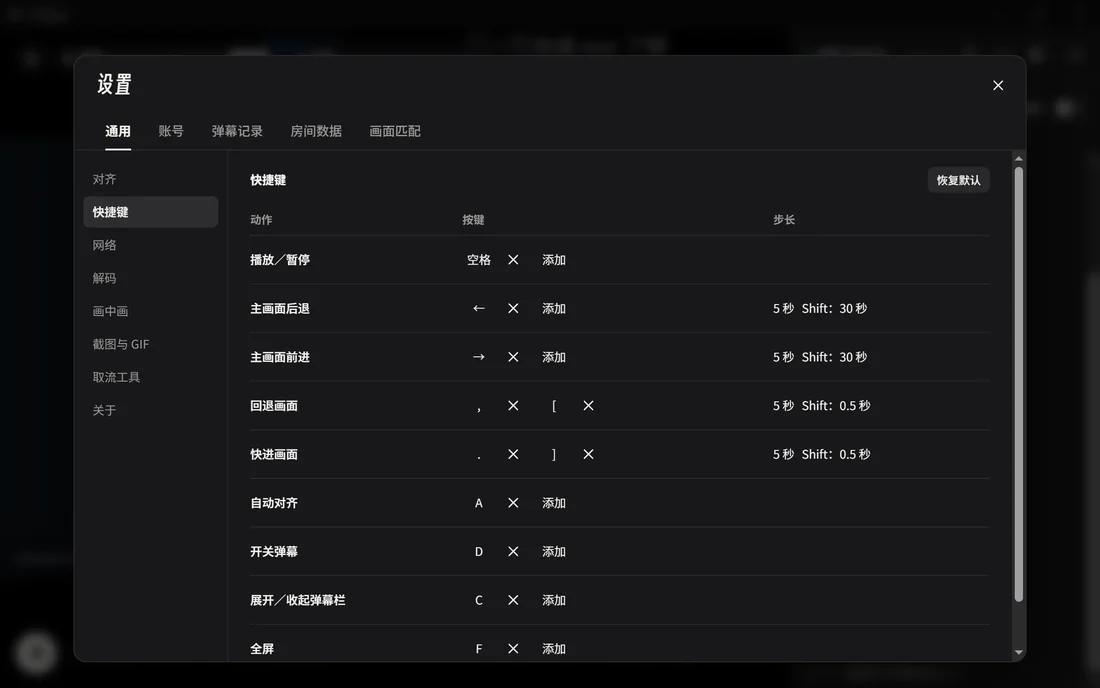 设置
通用 账号 弹幕记录 房间数据 画面匹配
对齐
快捷键
网络
解码
画中画
截图与 GIF
取流工具
关于
快捷键 恢复默认
动作 按键 步长
播放／暂停 空格 × 添加
主画面后退 ← × 添加 5 秒 Shift：30 秒
主画面前进 → × 添加 5 秒 Shift：30 秒
回退画面 , × [ × 5 秒 Shift：0.5 秒
快进画面 . × ] × 5 秒 Shift：0.5 秒
自动对齐 A × 添加
开关弹幕 D × 添加
展开／收起弹幕栏 C × 添加
全屏 F × 添加